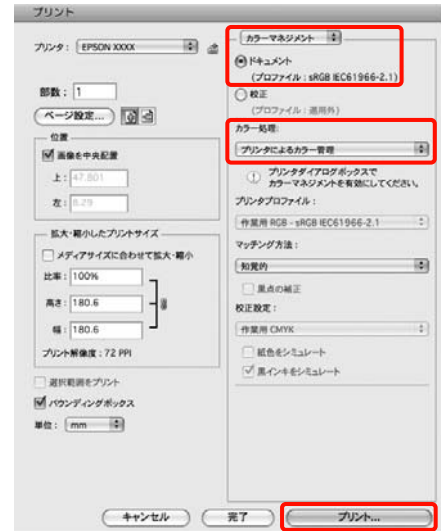 プリント
プリンタ: EPSON XXXX
部数: 1
ページ設定...
位置
画像を中央配置
上: 47.801
左: 8.29
拡大・縮小したプリントサイズ
メディアサイズに合わせて拡大・縮小
比率: 100%
高さ: 180.6
幅: 180.6
プリント解像度: 72 PPI
選択範囲をプリント
バウンディングボックス
単位: mm
カラーマネジメント
ドキュメント
(プロファイル: sRGB IEC61966-2.1)
校正
(プロファイル: 適用外)
カラー処理:
プリンタによるカラー管理
プリンタダイアログボックスで
カラーマネジメントを有効にしてください。
プリンタプロファイル:
作業用 RGB - sRGB IEC61966-2.1
マッチング方法:
知覚的
黒点の補正
校正設定:
作業用 CMYK
紙色をシミュレート
黒インキをシミュレート
キャンセル
完了
プリント...